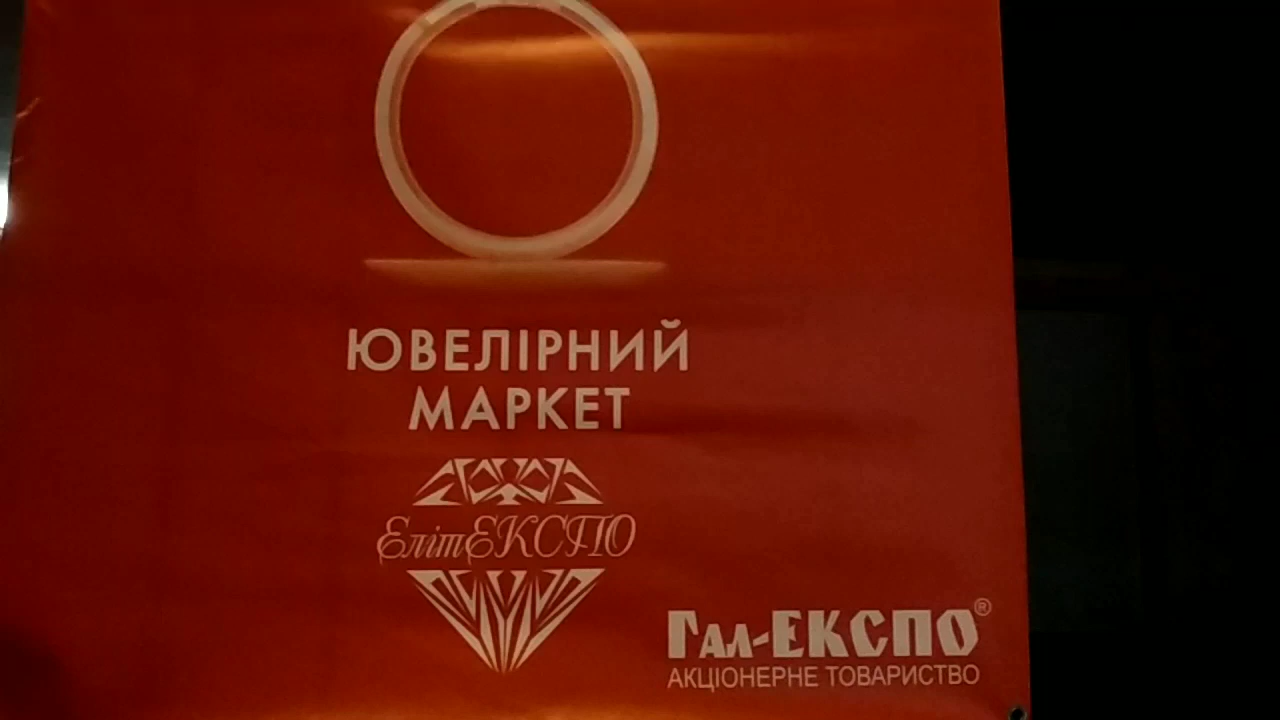 ЮВЕЛІРНИЙ
МАРКЕТ
ЕлітЕКСПО
Гал-ЕКСПО®
АКЦІОНЕРНЕ ТОВАРИСТВО